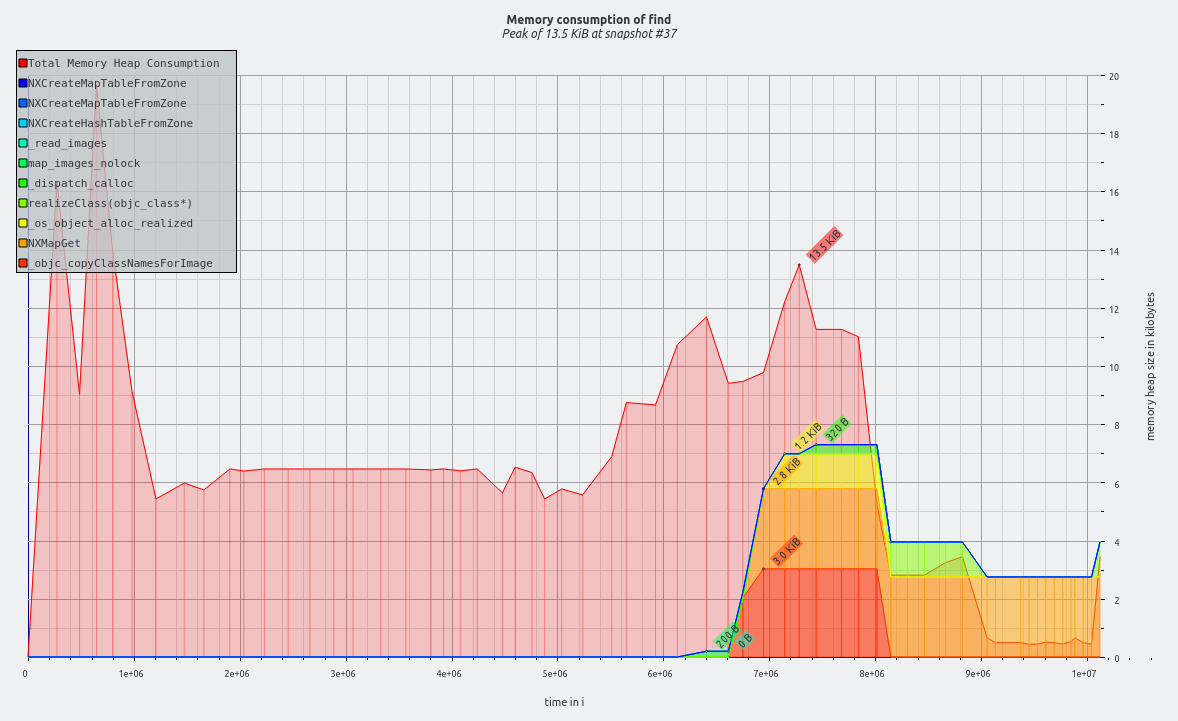 Memory consumption of find
Peak of 13.5 KiB at snapshot #37
Total Memory Heap Consumption
NXCreateMapTableFromZone
NXCreateMapTableFromZone
NXCreateHashTableFromZone
_read_images
map_images_nolock
_dispatch_calloc
realizeClass(objc_class*)
_os_object_alloc_realized
NXMapGet
_objc_copyClassNamesForImage
13.5 KiB
1.2 KiB
320 B
2.8 KiB
3.0 KiB
200 B
0 B
20
18
16
14
12
10
8
6
4
2
0
memory heap size in kilobytes
0
1e+06
2e+06
3e+06
4e+06
5e+06
6e+06
7e+06
8e+06
9e+06
1e+07
time in i